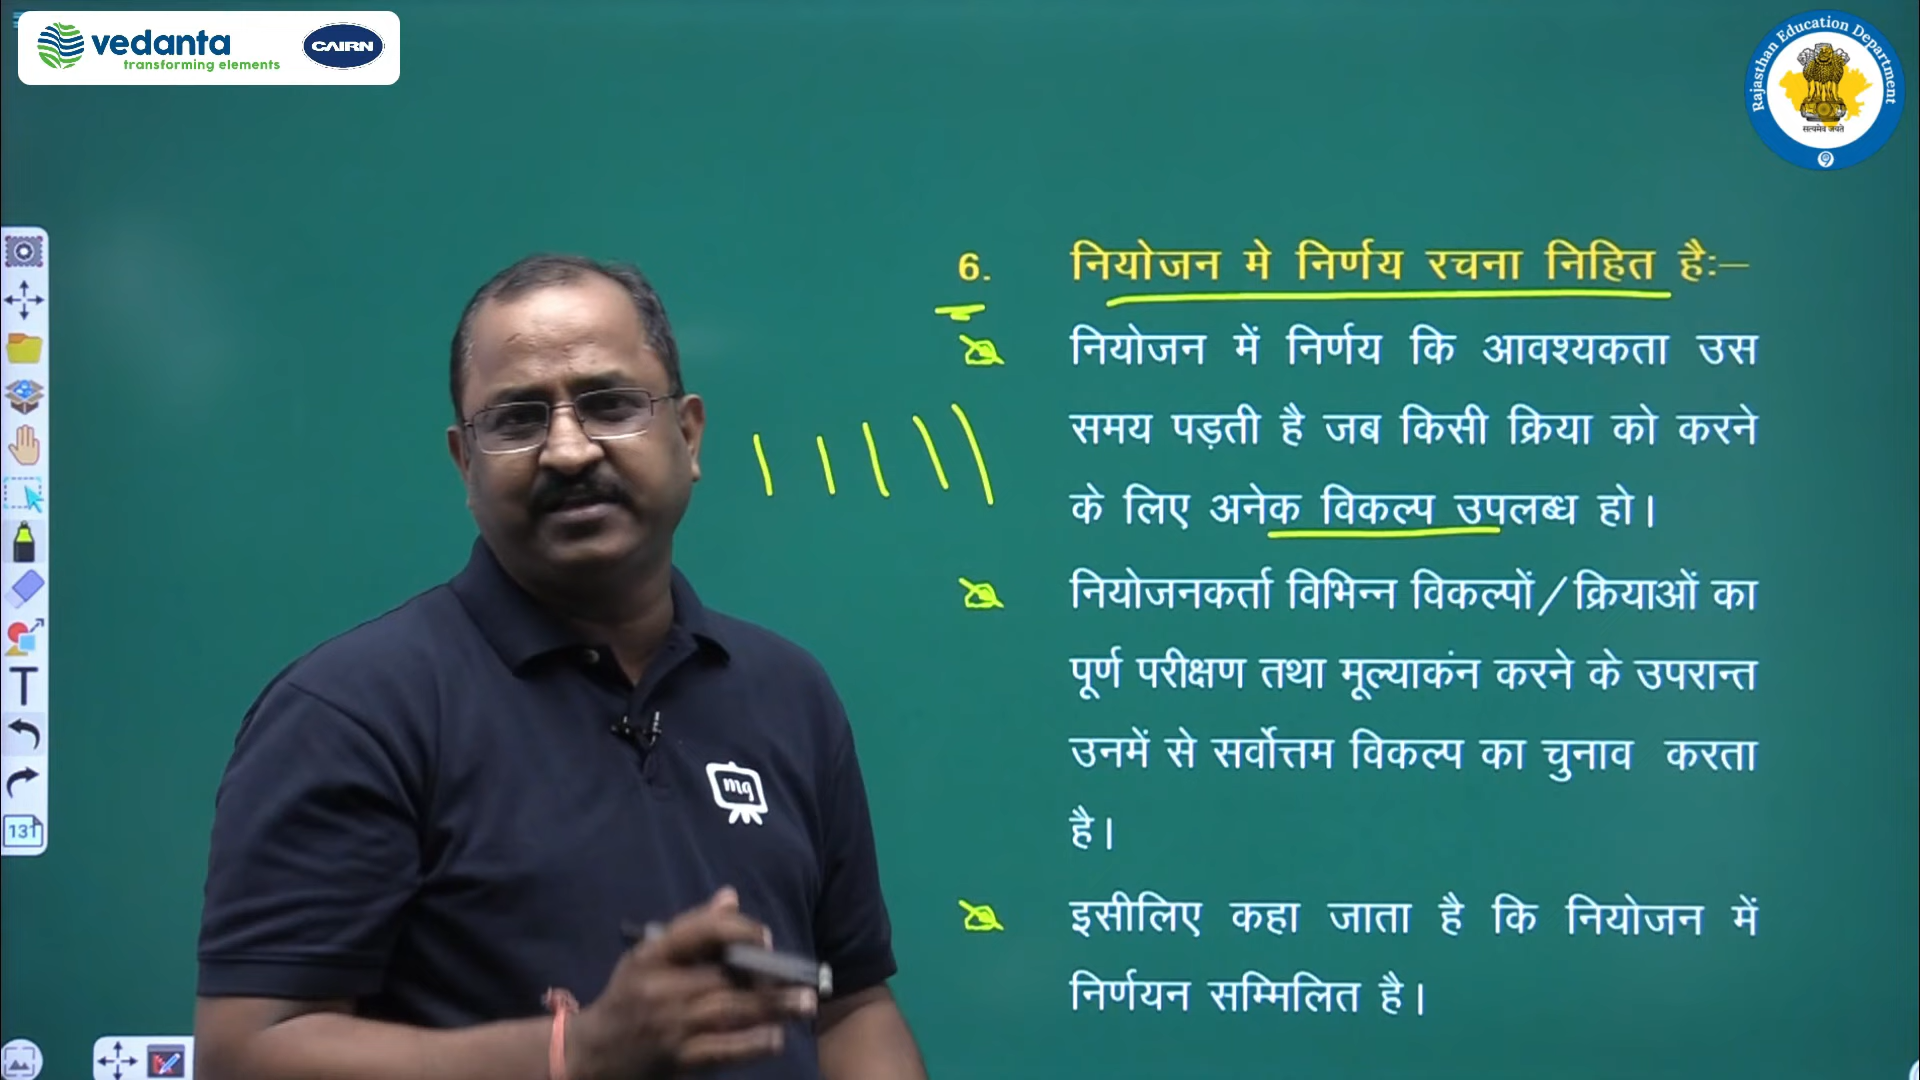 vedanta
transforming elements
CAIRN
Rajasthan Education Department
सत्यमेव जयते
6. नियोजन मे निर्णय रचना निहित है:–
नियोजन में निर्णय कि आवश्यकता उस
समय पड़ती है जब किसी क्रिया को करने
के लिए अनेक विकल्प उपलब्ध हो।
नियोजनकर्ता विभिन्न विकल्पों/क्रियाओं का
पूर्ण परीक्षण तथा मूल्याकंन करने के उपरान्त
उनमें से सर्वोत्तम विकल्प का चुनाव करता
है।
इसीलिए कहा जाता है कि नियोजन में
निर्णयन सम्मिलित है।
mg
T
131